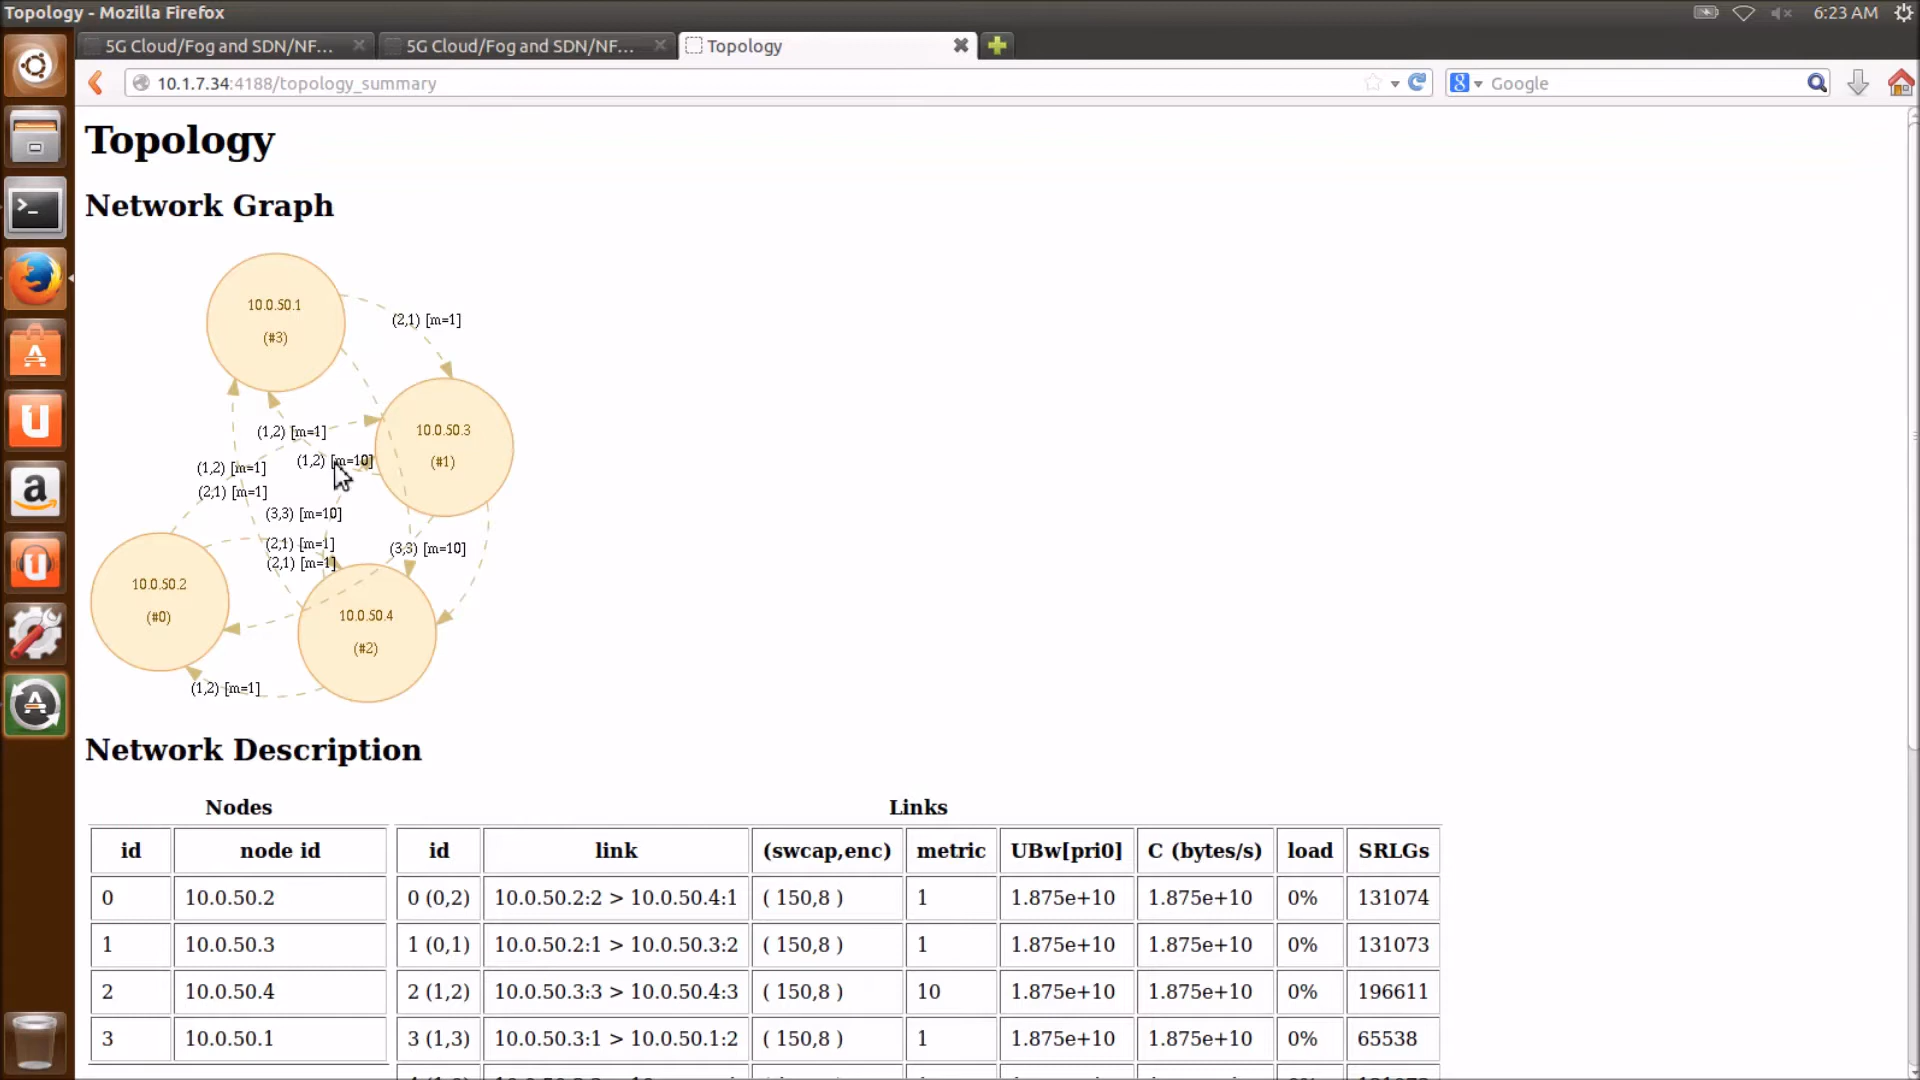 Topology - Mozilla Firefox
6:23 AM
5G Cloud/Fog and SDN/NF...
5G Cloud/Fog and SDN/NF...
Topology
10.1.7.34:4188/topology_summary
Google
Topology
Network Graph
10.0.50.1
(#3)
(2,1) [m=1]
10.0.50.3
(#1)
(1,2) [m=1]
(1,2) [m=10]
(1,2) [m=1]
(2,1) [m=1]
(3,3) [m=10]
(2,1) [m=1]
(2,1) [m=1]
(3,3) [m=10]
10.0.50.2
(#0)
10.0.50.4
(#2)
(1,2) [m=1]
Network Description
Nodes
id node id
0 10.0.50.2
1 10.0.50.3
2 10.0.50.4
3 10.0.50.1
Links
id link (swcap,enc) metric UBw[pri0] C (bytes/s) load SRLGs
0 (0,2) 10.0.50.2:2 > 10.0.50.4:1 ( 150,8 ) 1 1.875e+10 1.875e+10 0% 131074
1 (0,1) 10.0.50.2:1 > 10.0.50.3:2 ( 150,8 ) 1 1.875e+10 1.875e+10 0% 131073
2 (1,2) 10.0.50.3:3 > 10.0.50.4:3 ( 150,8 ) 10 1.875e+10 1.875e+10 0% 196611
3 (1,3) 10.0.50.3:1 > 10.0.50.1:2 ( 150,8 ) 1 1.875e+10 1.875e+10 0% 65538